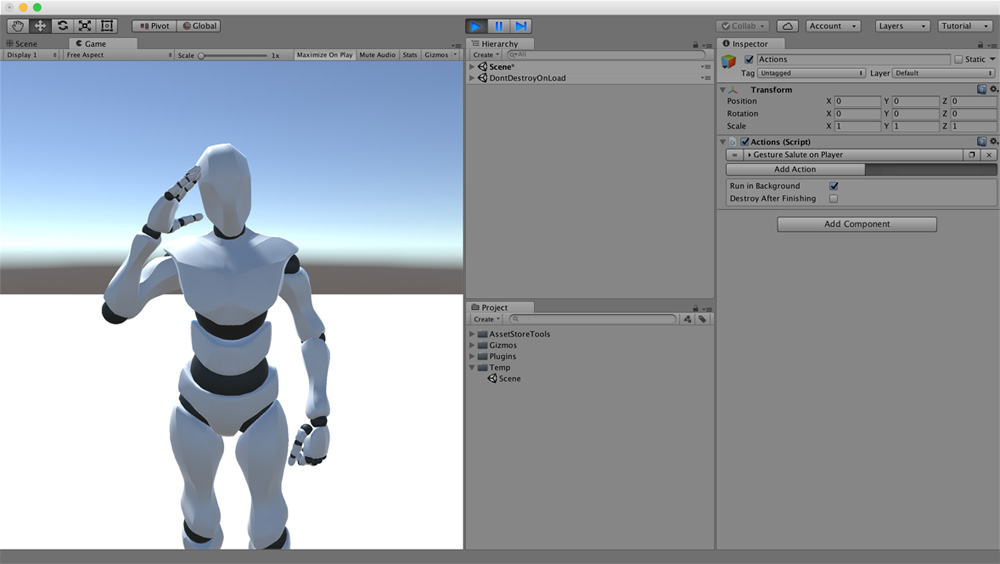 Pivot Global Collab Account Layers Tutorial
Scene Game
Display 1 Free Aspect Scale 1x Maximize On Play Mute Audio Stats Gizmos
Hierarchy
Create All
Scene*
DontDestroyOnLoad
Project
Create
AssetStoreTools
Gizmos
Plugins
Temp
Scene
Inspector
Actions Static
Tag Untagged Layer Default
Transform
Position X 0 Y 0 Z 0
Rotation X 0 Y 0 Z 0
Scale X 1 Y 1 Z 1
Actions (Script)
= Gesture Salute on Player ×
Add Action
Run in Background
Destroy After Finishing
Add Component